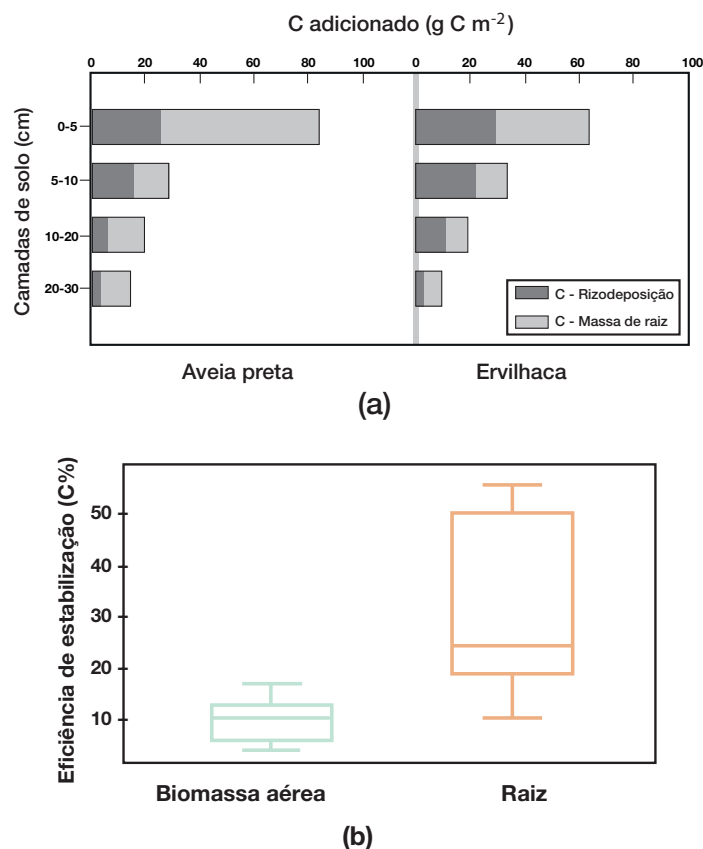 C adicionado (g C m-2)
0 20 40 60 80 100 0 20 40 60 80 100
Camadas de solo (cm)
0-5
5-10
10-20
20-30
C - Rizodeposição
C - Massa de raiz
Aveia preta Ervilhaca
(a)
Eficiência de estabilização (C%)
50
40
30
20
10
Biomassa aérea Raiz
(b)